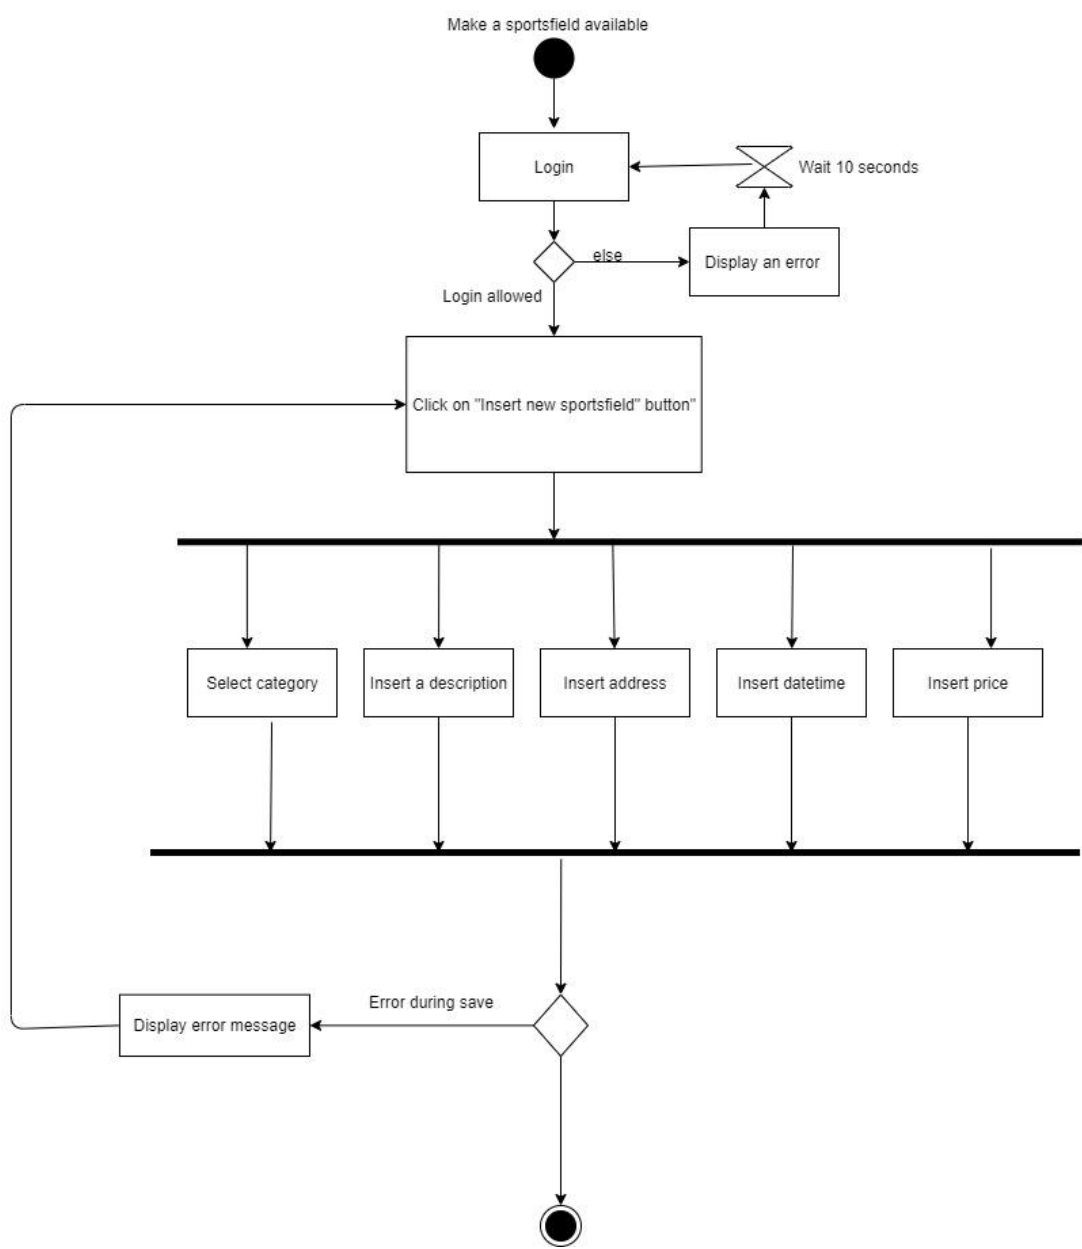 Make a sportsfield available
Login
Wait 10 seconds
else
Display an error
Login allowed
Click on "Insert new sportsfield" button"
Select category
Insert a description
Insert address
Insert datetime
Insert price
Error during save
Display error message